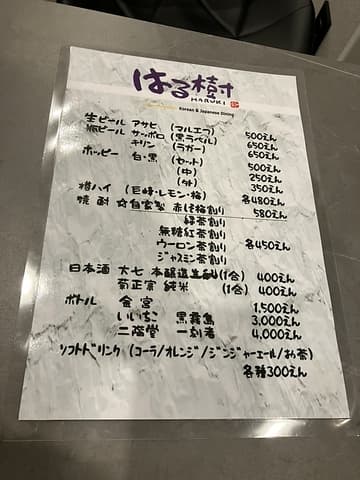 はる樹
HARUKI
Korean & Japanese Dining
生ビール アサヒ (マルエフ) 500えん
瓶ビール サッポロ (黒ラベル) 650えん
キリン (ラガー) 650えん
ホッピー 白・黒 (セット) 500えん
(中) 250えん
(外) 350えん
樽ハイ (巨峰・レモン・梅) 各480えん
焼酎 ☆自家製 赤しそ梅割り 580えん
緑茶割り
無糖紅茶割り
ウーロン茶割り 各450えん
ジャスミン茶割り
日本酒 大七 本醸造生酛 (1合) 400えん
菊正宗 純米 (1合) 400えん
ボトル 金宮 1,500えん
いいちこ 黒霧島 3,000えん
二階堂 一刻者 4,000えん
ソフトドリンク (コーラ/オレンジ/ジンジャーエール/お茶)
各種300えん